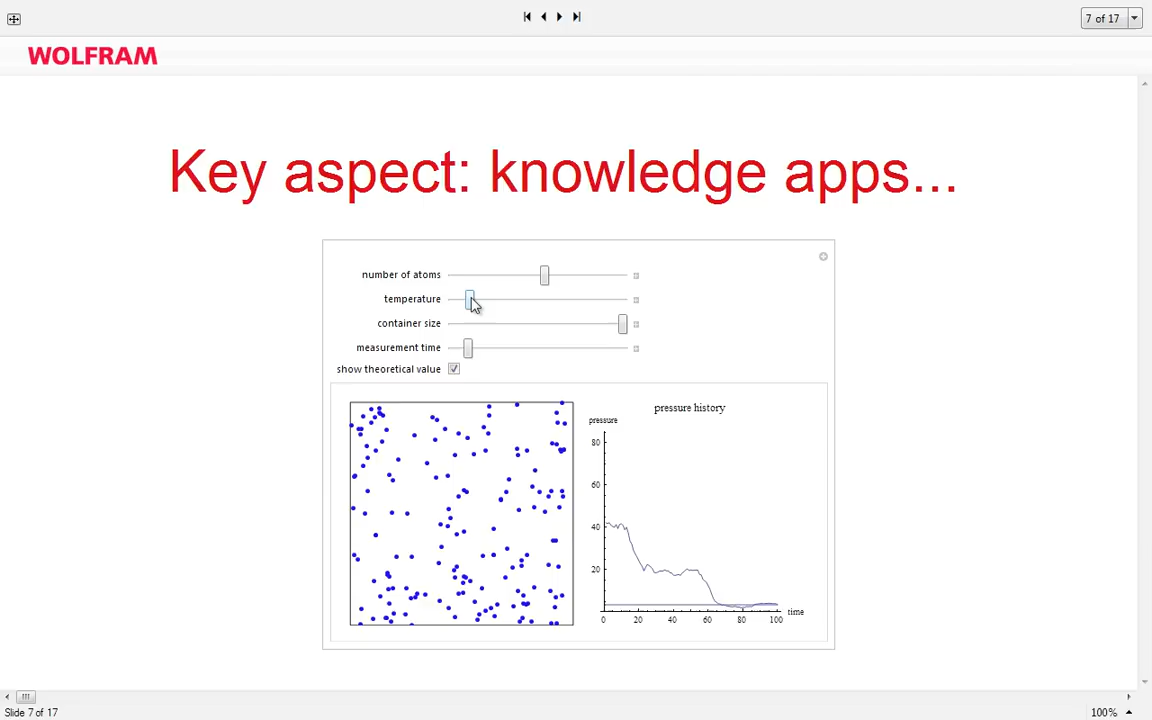 7 of 17
WOLFRAM
Key aspect: knowledge apps...
number of atoms
temperature
container size
measurement time
show theoretical value
pressure history
pressure
80
60
40
20
time
0 20 40 60 80 100
Slide 7 of 17
100%